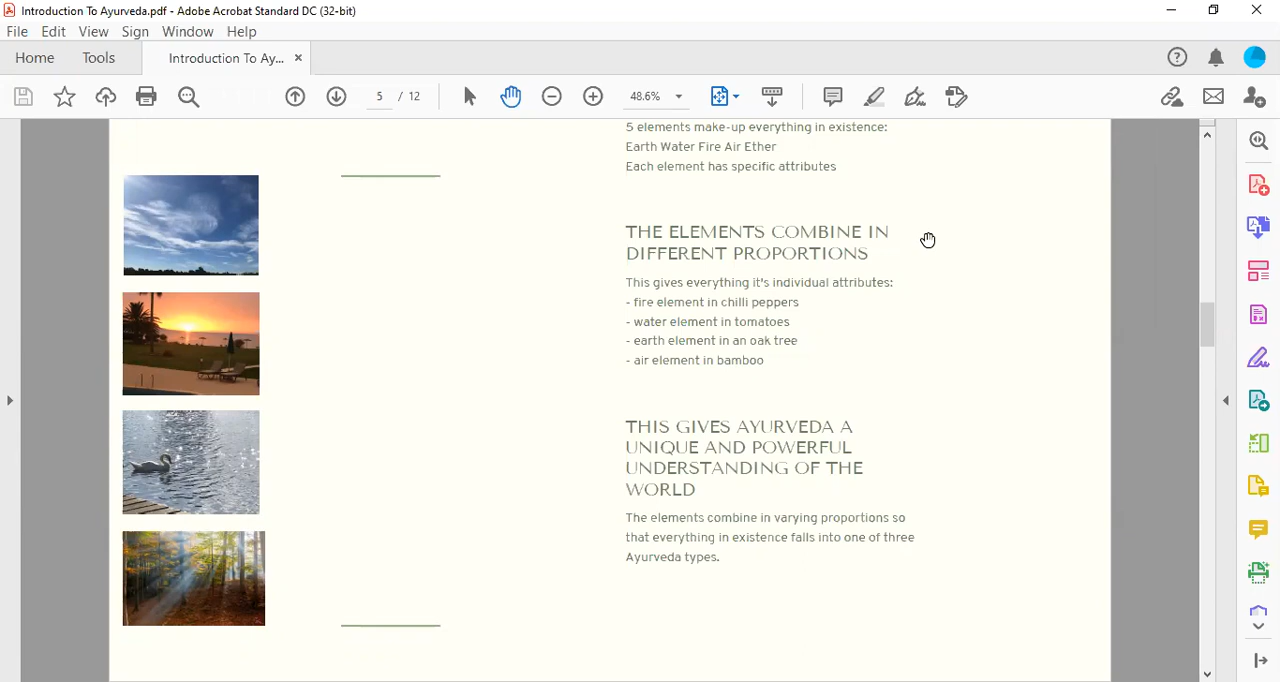 Introduction To Ayurveda.pdf - Adobe Acrobat Standard DC (32-bit)
File Edit View Sign Window Help
Home Tools Introduction To Ay... ×
5 / 12 48.6%
5 elements make-up everything in existence:
Earth Water Fire Air Ether
Each element has specific attributes
THE ELEMENTS COMBINE IN
DIFFERENT PROPORTIONS
This gives everything it's individual attributes:
- fire element in chilli peppers
- water element in tomatoes
- earth element in an oak tree
- air element in bamboo
THIS GIVES AYURVEDA A
UNIQUE AND POWERFUL
UNDERSTANDING OF THE
WORLD
The elements combine in varying proportions so
that everything in existence falls into one of three
Ayurveda types.